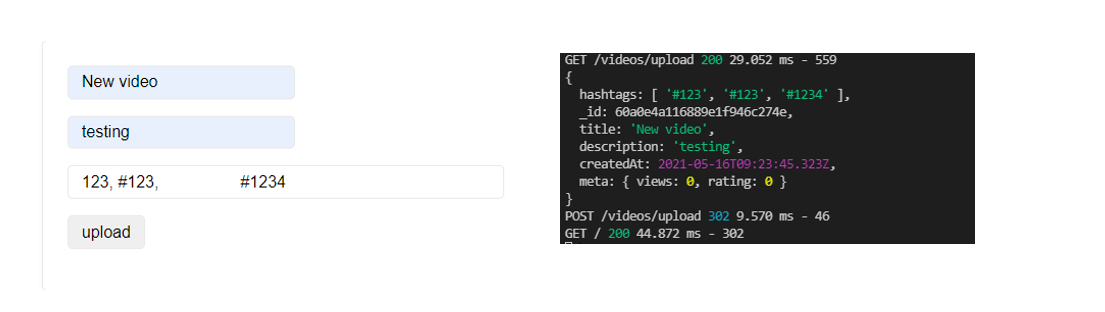 New video
testing
123, #123, #1234
upload
GET /videos/upload 200 29.052 ms - 559
{
hashtags: [ '#123', '#123', '#1234' ],
_id: 60a0e4a116889e1f946c274e,
title: 'New video',
description: 'testing',
createdAt: 2021-05-16T09:23:45.323Z,
meta: { views: 0, rating: 0 }
}
POST /videos/upload 302 9.570 ms - 46
GET / 200 44.872 ms - 302